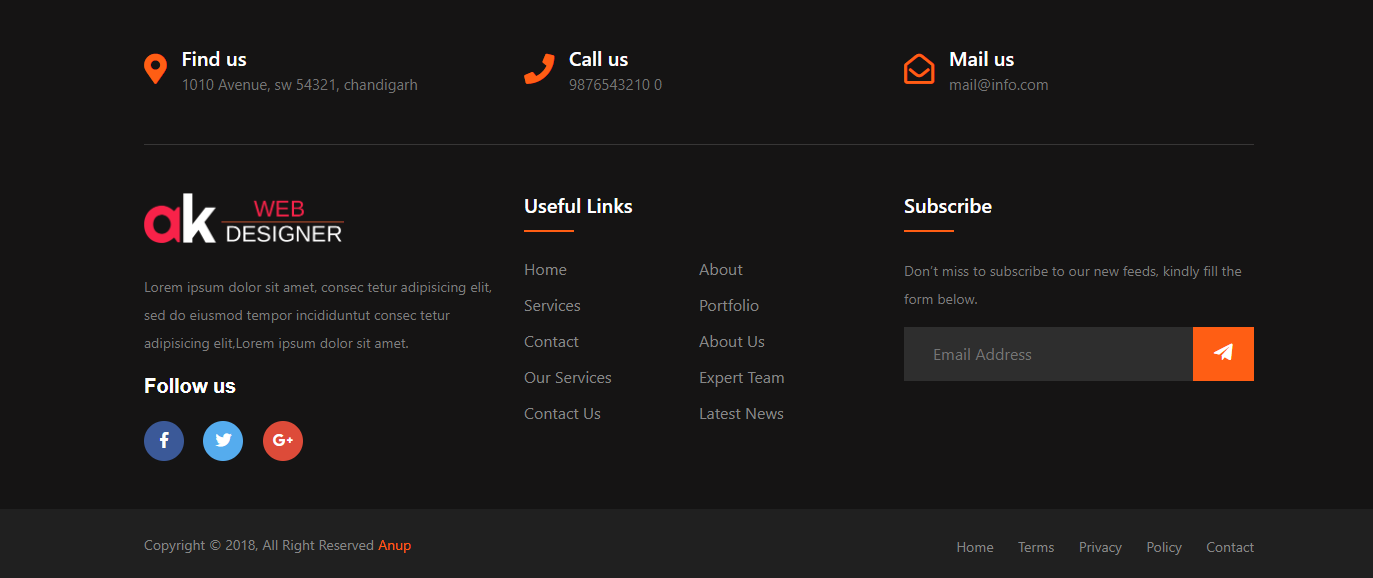 Find us
1010 Avenue, sw 54321, chandigarh
Call us
9876543210 0
Mail us
mail@info.com
ak WEB
DESIGNER
Lorem ipsum dolor sit amet, consec tetur adipisicing elit,
sed do eiusmod tempor incididuntut consec tetur
adipisicing elit,Lorem ipsum dolor sit amet.
Follow us
f
G+
Useful Links
Home
About
Services
Portfolio
Contact
About Us
Our Services
Expert Team
Contact Us
Latest News
Subscribe
Don’t miss to subscribe to our new feeds, kindly fill the
form below.
Email Address
Copyright © 2018, All Right Reserved Anup
Home Terms Privacy Policy Contact